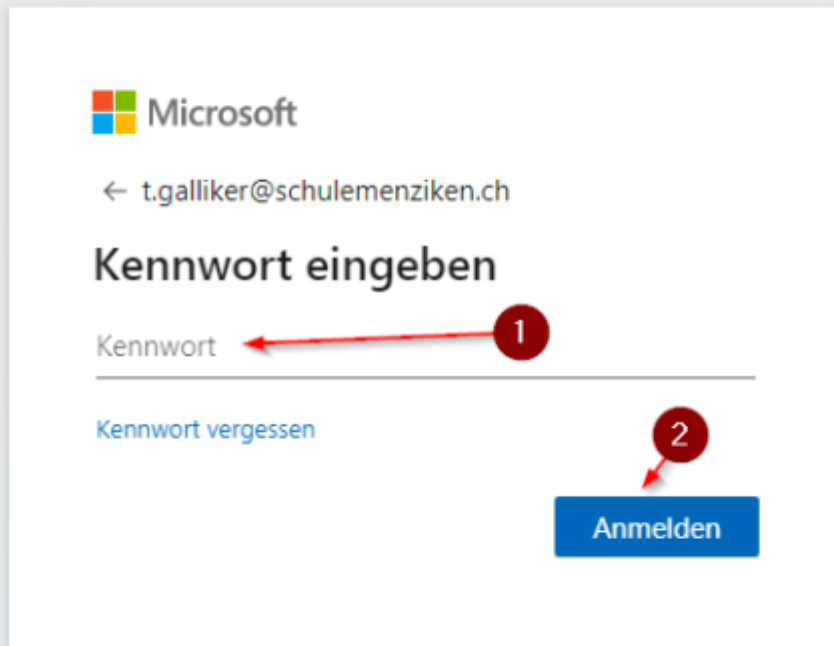 Microsoft
← t.galliker@schulemenziken.ch
Kennwort eingeben
Kennwort
1
Kennwort vergessen
2
Anmelden